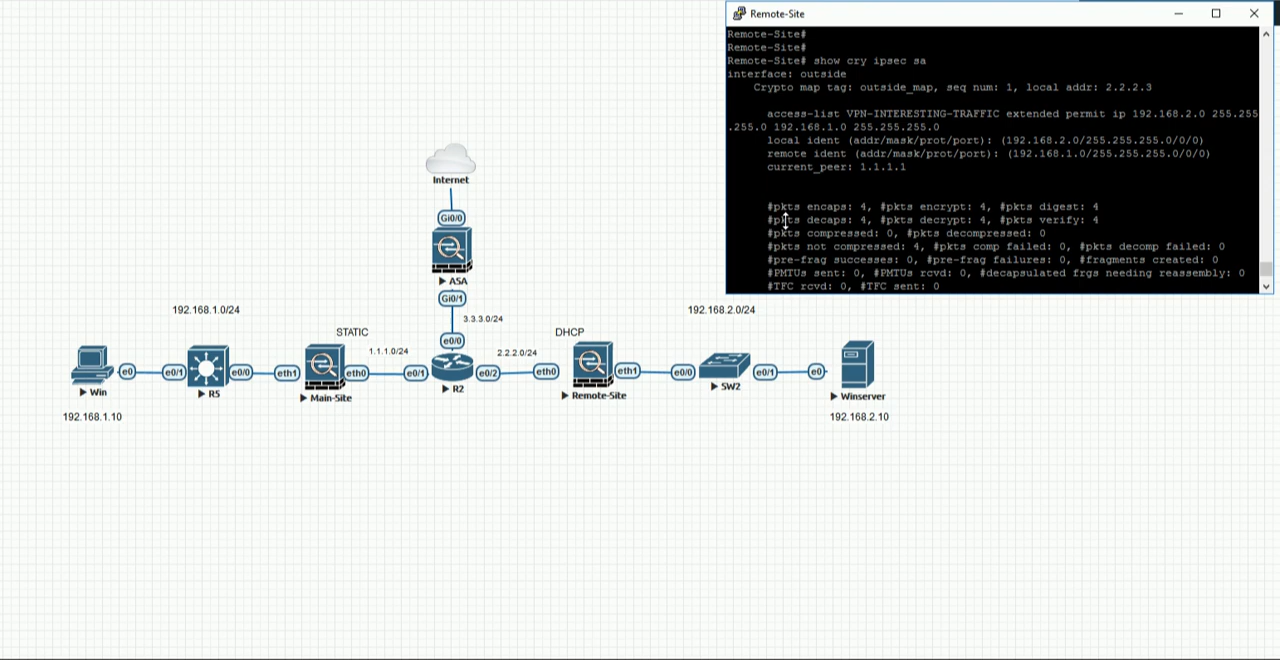 Remote-Site
Remote-Site#
Remote-Site#
Remote-Site# show cry ipsec sa
interface: outside
Crypto map tag: outside_map, seq num: 1, local addr: 2.2.2.3
access-list VPN-INTERESTING-TRAFFIC extended permit ip 192.168.2.0 255.255
.255.0 192.168.1.0 255.255.255.0
local ident (addr/mask/prot/port): (192.168.2.0/255.255.255.0/0/0)
remote ident (addr/mask/prot/port): (192.168.1.0/255.255.255.0/0/0)
current_peer: 1.1.1.1
#pkts encaps: 4, #pkts encrypt: 4, #pkts digest: 4
#pkts decaps: 4, #pkts decrypt: 4, #pkts verify: 4
#pkts compressed: 0, #pkts decompressed: 0
#pkts not compressed: 4, #pkts comp failed: 0, #pkts decomp failed: 0
#pre-frag successes: 0, #pre-frag failures: 0, #fragments created: 0
#PMTUs sent: 0, #PMTUs rcvd: 0, #decapsulated frgs needing reassembly: 0
#TFC rcvd: 0, #TFC sent: 0
Internet
Gi0/0
ASA
Gi0/1
192.168.1.0/24
3.3.3.0/24
192.168.2.0/24
STATIC
e0/0
DHCP
1.1.1.0/24
2.2.2.0/24
e0
e0/1
e0/0
eth1
eth0
e0/1
e0/2
eth0
eth1
e0/0
e0/1
e0
Win
R5
Main-Site
R2
Remote-Site
SW2
Winserver
192.168.1.10
192.168.2.10